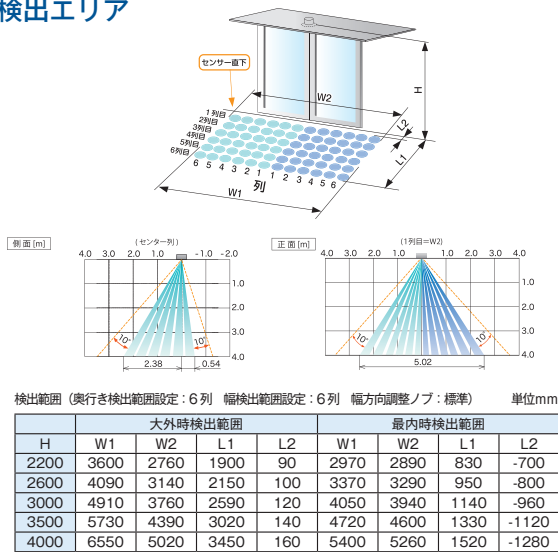 検出エリア
センサー直下
1列目
2列目
3列目
4列目
5列目
6列目
6 5 4 3 2 1 1 2 3 4 5 6
列
W2
W1
H
L2
L1
側面[m]
(センター列)
4.0 3.0 2.0 1.0 -1.0 -2.0
1.0
2.0
3.0
4.0
10°
10°
2.38
0.54
正面[m]
(1列目=W2)
4.0 3.0 2.0 1.0 1.0 2.0 3.0 4.0
1.0
2.0
3.0
4.0
10°
10°
5.02
検出範囲(奥行き検出範囲設定:6列 幅検出範囲設定:6列 幅方向調整ノブ:標準) 単位mm
大外時検出範囲 最内時検出範囲
H W1 W2 L1 L2 W1 W2 L1 L2
2200 3600 2760 1900 90 2970 2890 830 -700
2600 4090 3140 2150 100 3370 3290 950 -800
3000 4910 3760 2590 120 4050 3940 1140 -960
3500 5730 4390 3020 140 4720 4600 1330 -1120
4000 6550 5020 3450 160 5400 5260 1520 -1280